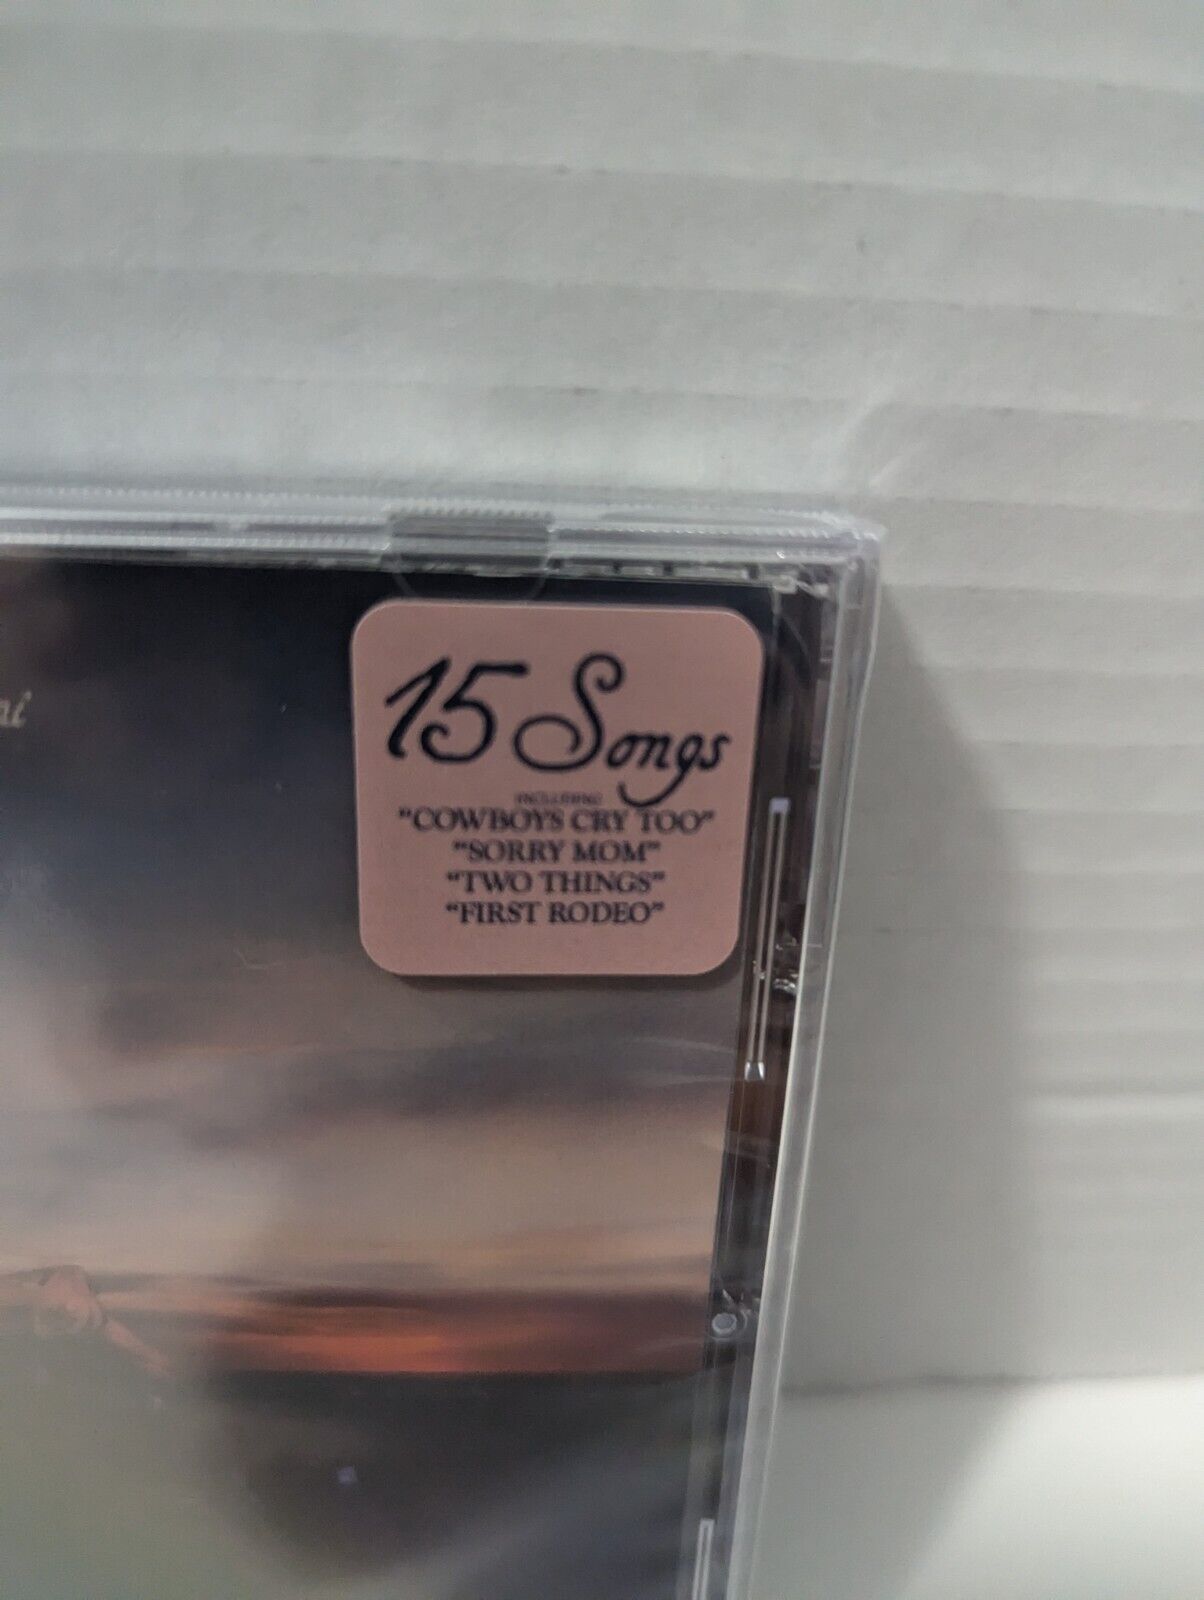 15 Songs
INCLUDING
"COWBOYS CRY TOO"
"SORRY MOM"
"TWO THINGS"
"FIRST RODEO"